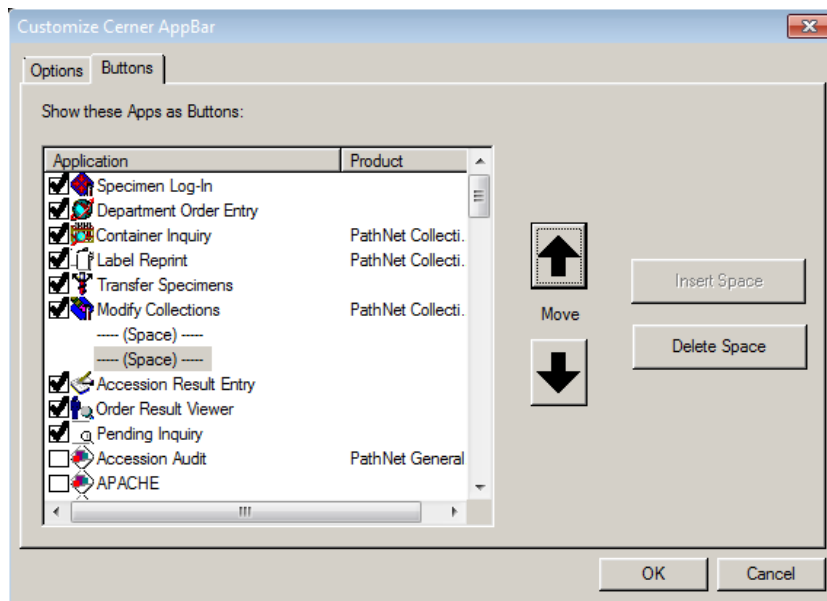 Customize Cerner AppBar
Options Buttons
Show these Apps as Buttons:
Application Product
Specimen Log-In
Department Order Entry
Container Inquiry PathNet Collecti.
Label Reprint PathNet Collecti.
Transfer Specimens
Modify Collections PathNet Collecti.
----- (Space) -----
----- (Space) -----
Accession Result Entry
Order Result Viewer
Pending Inquiry
Accession Audit PathNet General
APACHE
Move
Insert Space
Delete Space
OK Cancel